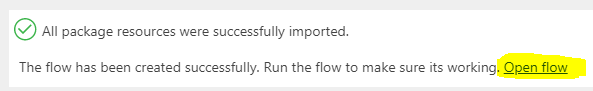 All package resources were successfully imported.
The flow has been created successfully. Run the flow to make sure its working. Open flow